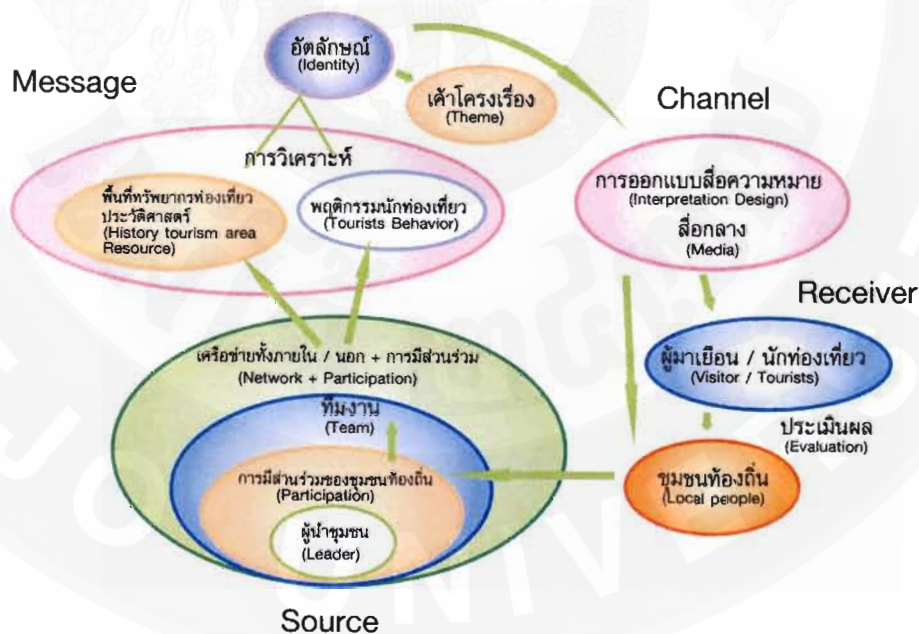 Message
อัตลักษณ์
(Identity)
เค้าโครงเรื่อง
(Theme)
Channel
การวิเคราะห์
พื้นที่ทรัพยากรท่องเที่ยว
ประวัติศาสตร์
(History tourism area
Resource)
พฤติกรรมนักท่องเที่ยว
(Tourists Behavior)
การออกแบบสื่อความหมาย
(Interpretation Design)
สื่อกลาง
(Media)
Receiver
ผู้มาเยือน / นักท่องเที่ยว
(Visitor / Tourists)
ประเมินผล
(Evaluation)
ชุมชนท้องถิ่น
(Local people)
เครือข่ายทั้งภายใน / นอก + การมีส่วนร่วม
(Network + Participation)
ทีมงาน
(Team)
การมีส่วนร่วมของชุมชนท้องถิ่น
(Participation)
ผู้นำชุมชน
(Leader)
Source